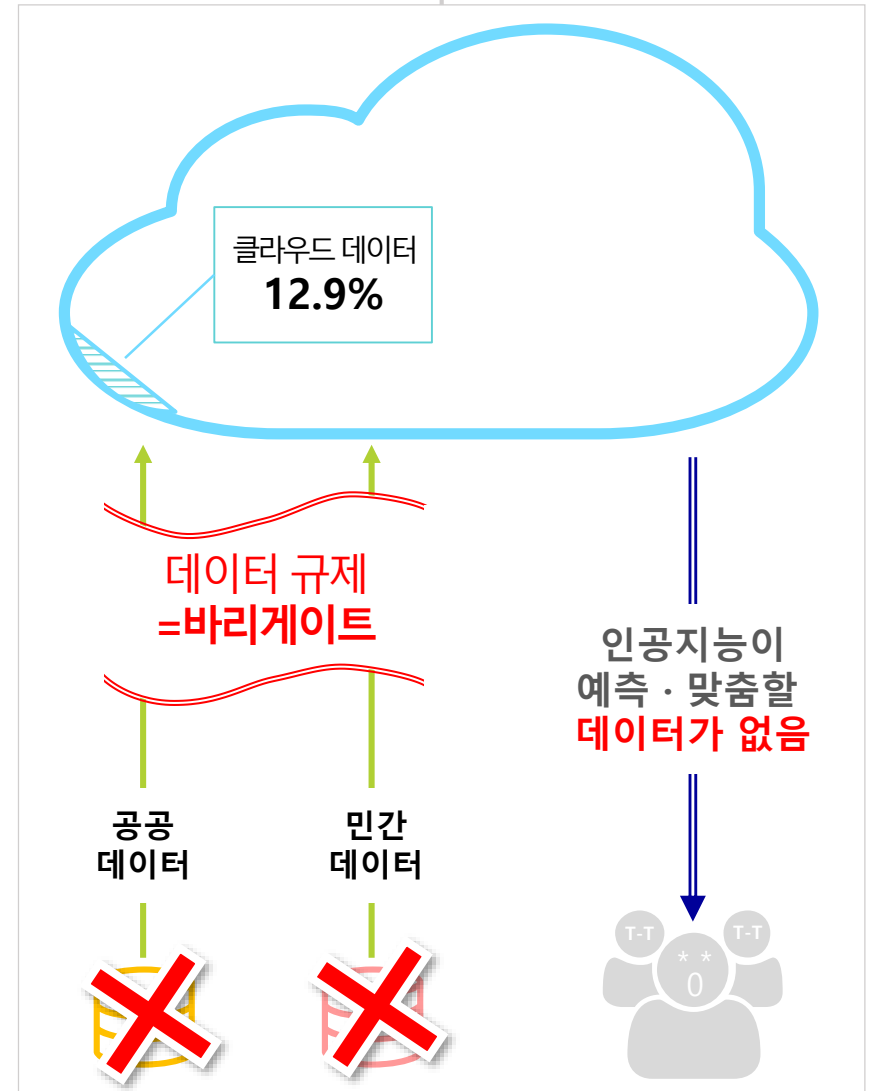 클라우드 데이터
12.9%
데이터 규제
=바리게이트
인공지능이
예측 · 맞춤할
데이터가 없음
공공
데이터
민간
데이터
T-T
T-T
* *
0